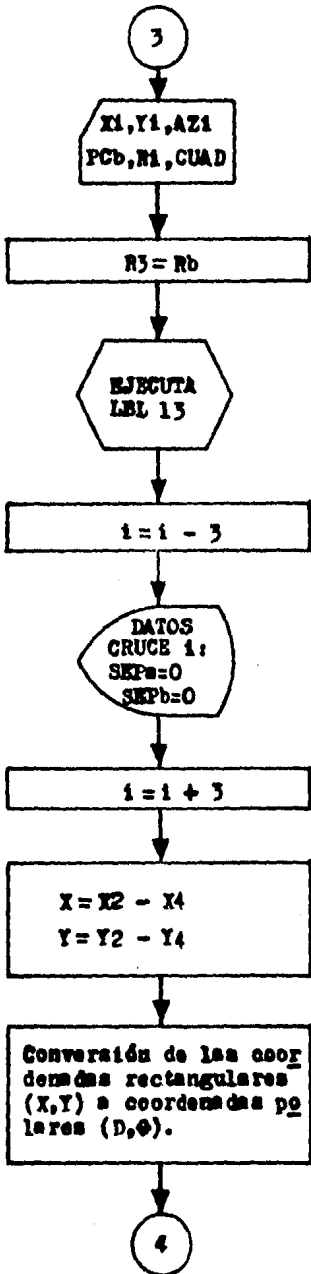 3
X1,Y1,AZ1
PCb,R1,CUAD
R3 = Rb
EJECUTA
LBL 13
i = i - 3
DATOS
CRUCE i:
SEPa=0
SEPb=0
i = i + 3
X = X2 - X4
Y = Y2 - Y4
Conversión de las coor
denadas rectangulares
(X,Y) a coordenadas po
lares (D,Φ).
4